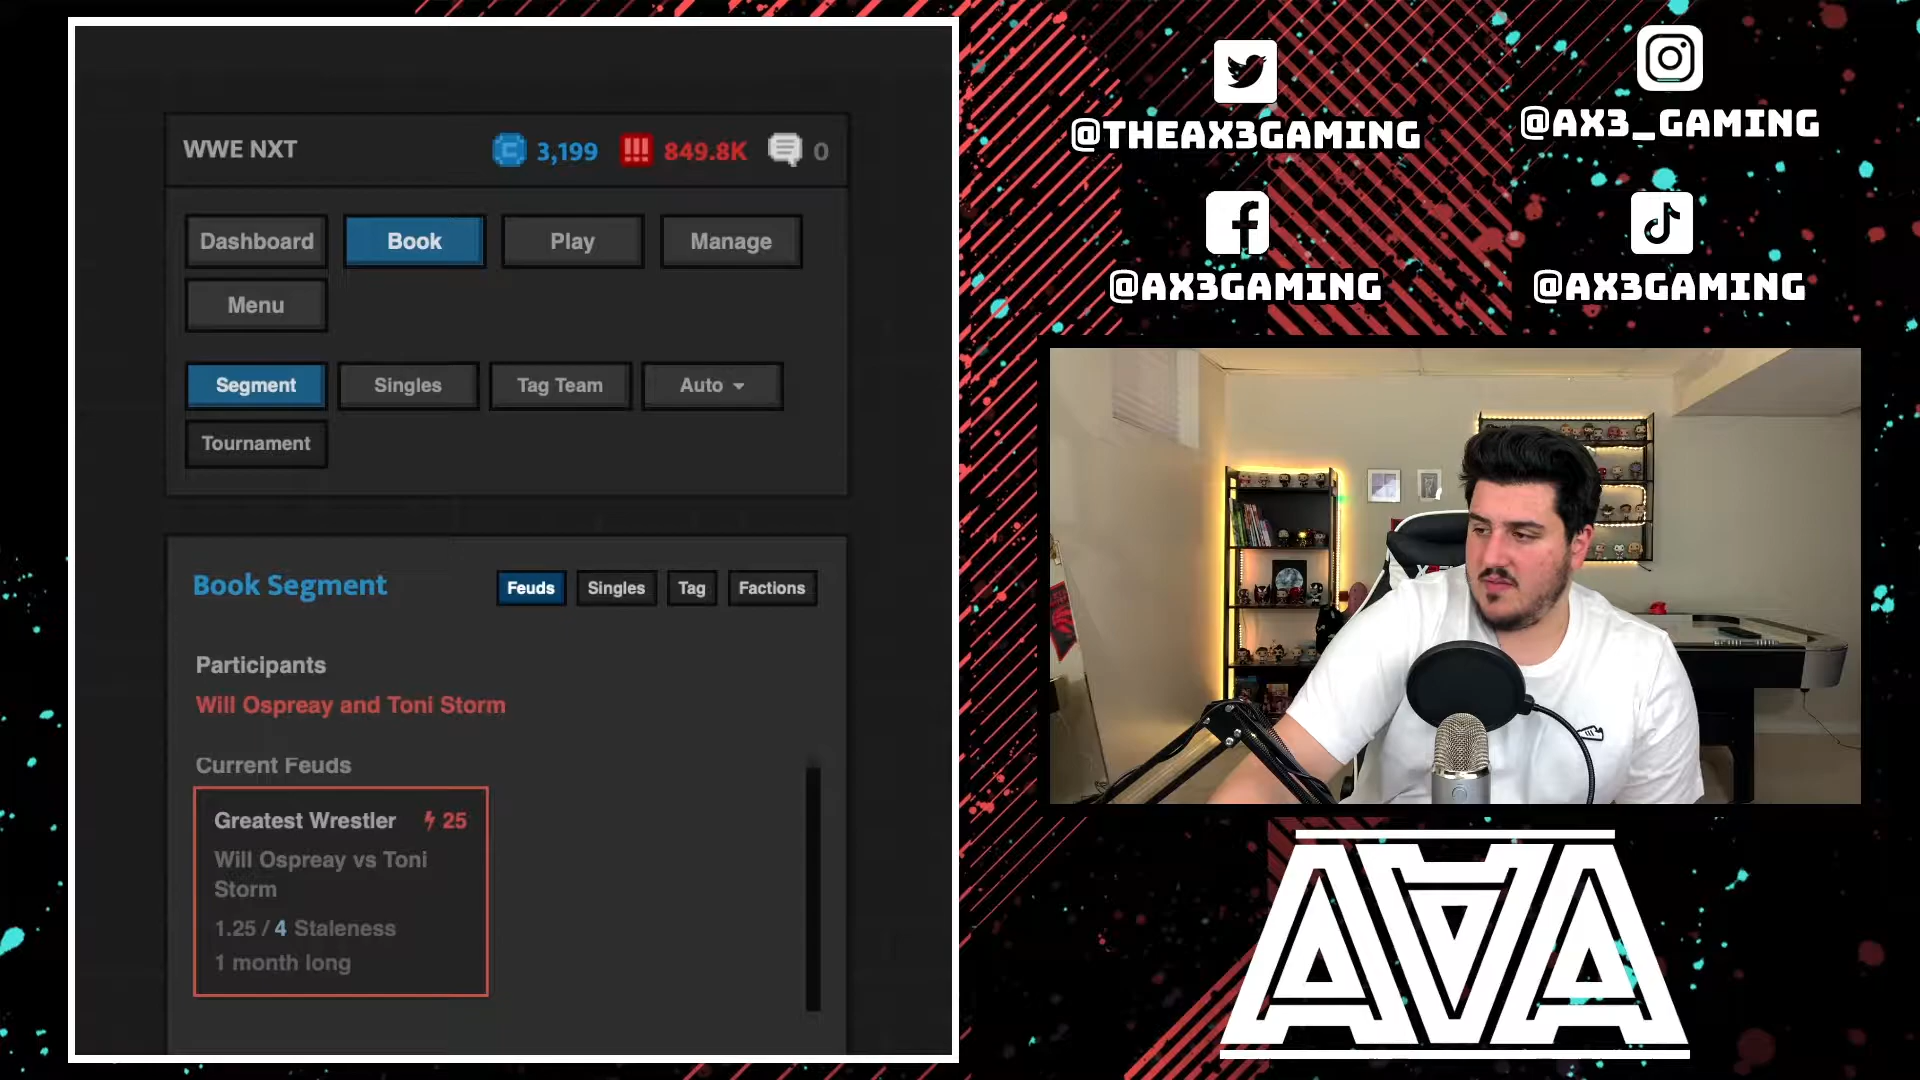 WWE NXT
3,199
849.8K
0
Dashboard
Book
Play
Manage
Menu
Segment
Singles
Tag Team
Auto
Tournament
Book Segment
Feuds
Singles
Tag
Factions
Participants
Will Ospreay and Toni Storm
Current Feuds
Greatest Wrestler
25
Will Ospreay vs Toni
Storm
1.25 / 4 Staleness
1 month long
@THEAX3GAMING
@AX3_GAMING
@AX3GAMING
@AX3GAMING